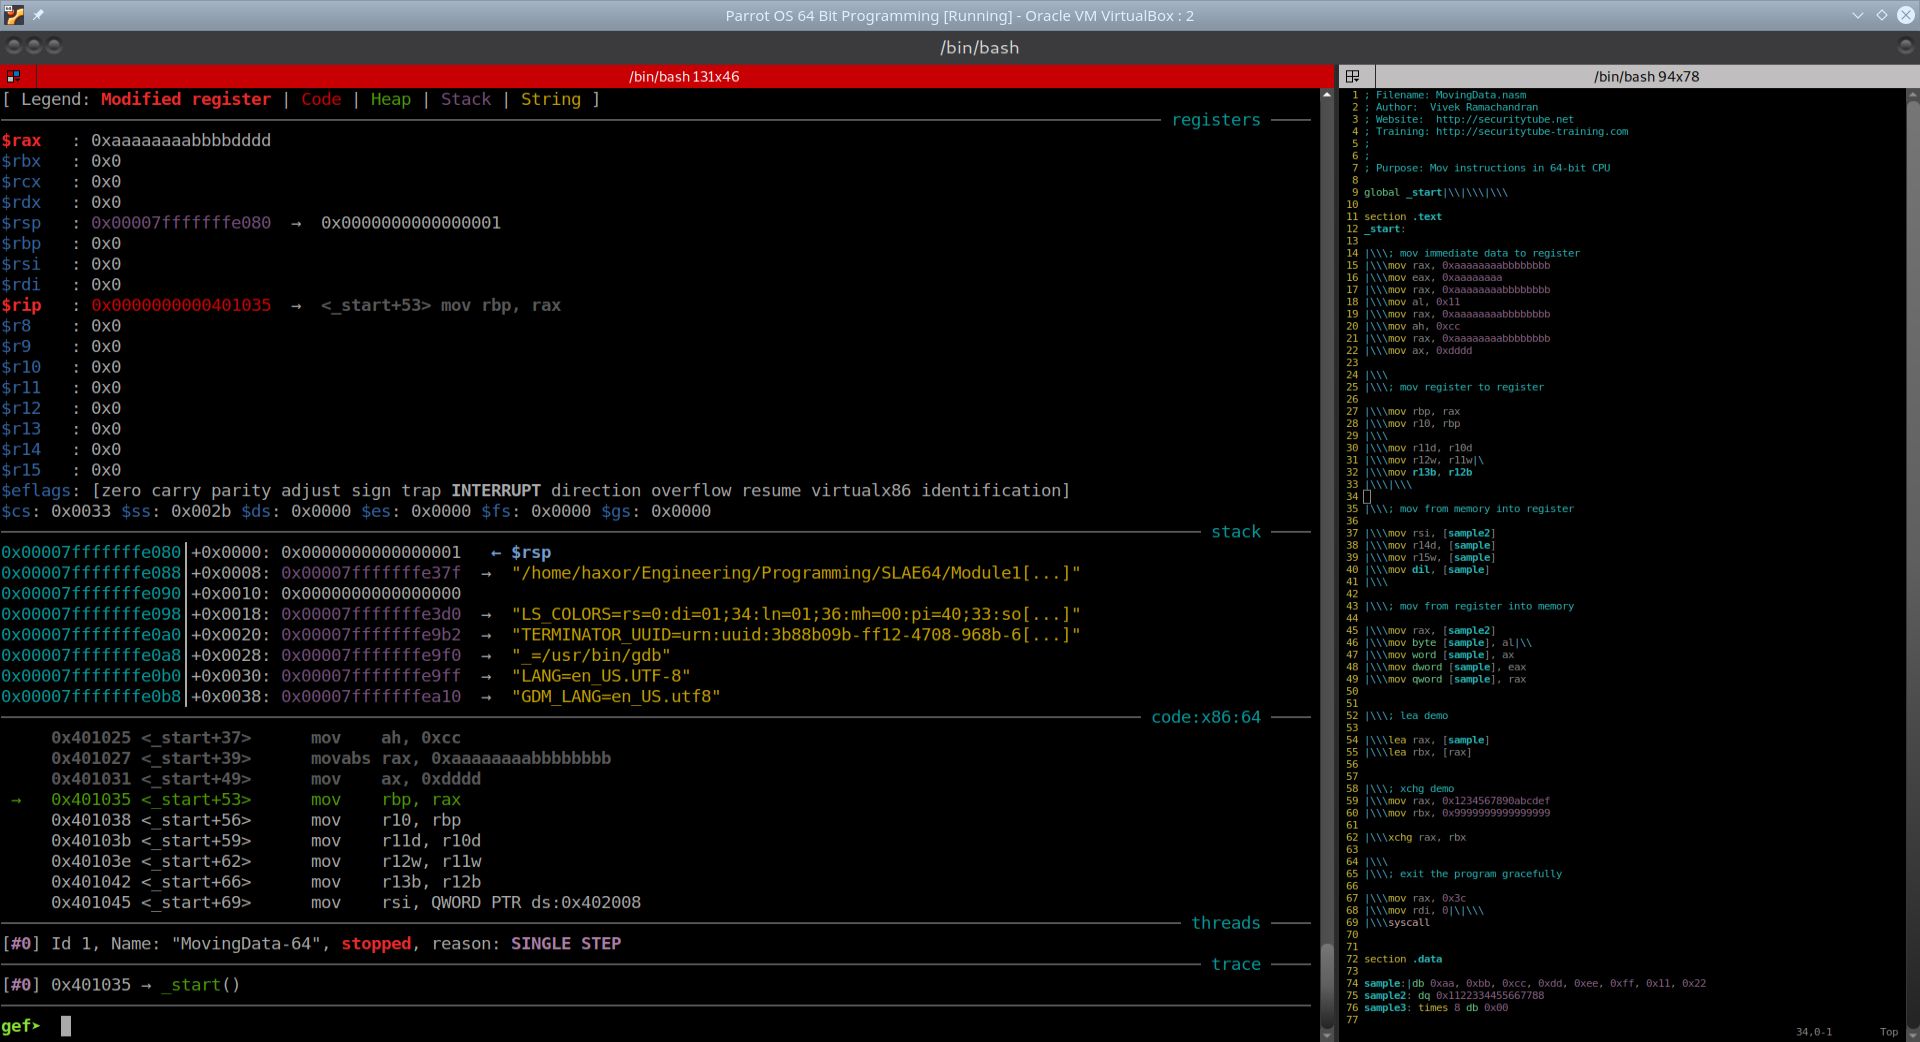 Parrot OS 64 Bit Programming [Running] - Oracle VM VirtualBox : 2
/bin/bash
/bin/bash 131x46
[ Legend: Modified register | Code | Heap | Stack | String ]
registers
$rax   : 0xaaaaaaaabbbbdddd
$rbx   : 0x0
$rcx   : 0x0
$rdx   : 0x0
$rsp   : 0x00007fffffffe080  →  0x0000000000000001
$rbp   : 0x0
$rsi   : 0x0
$rdi   : 0x0
$rip   : 0x0000000000401035  →  <_start+53> mov rbp, rax
$r8    : 0x0
$r9    : 0x0
$r10   : 0x0
$r11   : 0x0
$r12   : 0x0
$r13   : 0x0
$r14   : 0x0
$r15   : 0x0
$eflags: [zero carry parity adjust sign trap INTERRUPT direction overflow resume virtualx86 identification]
$cs: 0x0033 $ss: 0x002b $ds: 0x0000 $es: 0x0000 $fs: 0x0000 $gs: 0x0000
stack
0x00007fffffffe080│+0x0000: 0x0000000000000001   ← $rsp
0x00007fffffffe088│+0x0008: 0x00007fffffffe37f  →  "/home/haxor/Engineering/Programming/SLAE64/Module1[...]"
0x00007fffffffe090│+0x0010: 0x0000000000000000
0x00007fffffffe098│+0x0018: 0x00007fffffffe3d0  →  "LS_COLORS=rs=0:di=01;34:ln=01;36:mh=00:pi=40;33:so[...]"
0x00007fffffffe0a0│+0x0020: 0x00007fffffffe9b2  →  "TERMINATOR_UUID=urn:uuid:3b88b09b-ff12-4708-968b-6[...]"
0x00007fffffffe0a8│+0x0028: 0x00007fffffffe9f0  →  "_=/usr/bin/gdb"
0x00007fffffffe0b0│+0x0030: 0x00007fffffffe9ff  →  "LANG=en_US.UTF-8"
0x00007fffffffe0b8│+0x0038: 0x00007fffffffea10  →  "GDM_LANG=en_US.utf8"
code:x86:64
0x401025 <_start+37>      mov    ah, 0xcc
0x401027 <_start+39>      movabs rax, 0xaaaaaaaabbbbbbbb
0x401031 <_start+49>      mov    ax, 0xdddd
→   0x401035 <_start+53>      mov    rbp, rax
0x401038 <_start+56>      mov    r10, rbp
0x40103b <_start+59>      mov    r11d, r10d
0x40103e <_start+62>      mov    r12w, r11w
0x401042 <_start+66>      mov    r13b, r12b
0x401045 <_start+69>      mov    rsi, QWORD PTR ds:0x402008
threads
[#0] Id 1, Name: "MovingData-64", stopped, reason: SINGLE STEP
trace
[#0] 0x401035 → _start()
gef➤
/bin/bash 94x78
1 ; Filename: MovingData.nasm
2 ; Author:  Vivek Ramachandran
3 ; Website:  http://securitytube.net
4 ; Training: http://securitytube-training.com
5 ;
6 ;
7 ; Purpose: Mov instructions in 64-bit CPU
8
9 global _start|\\|\\\|\\\
10
11 section .text
12 _start:
13
14 |\\\; mov immediate data to register
15 |\\\mov rax, 0xaaaaaaaabbbbbbbb
16 |\\\mov eax, 0xaaaaaaaa
17 |\\\mov rax, 0xaaaaaaaabbbbbbbb
18 |\\\mov al, 0x11
19 |\\\mov rax, 0xaaaaaaaabbbbbbbb
20 |\\\mov ah, 0xcc
21 |\\\mov rax, 0xaaaaaaaabbbbbbbb
22 |\\\mov ax, 0xdddd
23
24 |\\\
25 |\\\; mov register to register
26
27 |\\\mov rbp, rax
28 |\\\mov r10, rbp
29 |\\\
30 |\\\mov r11d, r10d
31 |\\\mov r12w, r11w|\
32 |\\\mov r13b, r12b
33 |\\\|\\\
34
35 |\\\; mov from memory into register
36
37 |\\\mov rsi, [sample2]
38 |\\\mov r14d, [sample]
39 |\\\mov r15w, [sample]
40 |\\\mov dil, [sample]
41 |\\\
42
43 |\\\; mov from register into memory
44
45 |\\\mov rax, [sample2]
46 |\\\mov byte [sample], al|\\
47 |\\\mov word [sample], ax
48 |\\\mov dword [sample], eax
49 |\\\mov qword [sample], rax
50
51
52 |\\\; lea demo
53
54 |\\\lea rax, [sample]
55 |\\\lea rbx, [rax]
56
57
58 |\\\; xchg demo
59 |\\\mov rax, 0x1234567890abcdef
60 |\\\mov rbx, 0x9999999999999999
61
62 |\\\xchg rax, rbx
63
64 |\\\
65 |\\\; exit the program gracefully
66
67 |\\\mov rax, 0x3c
68 |\\\mov rdi, 0|\|\\\
69 |\\\syscall
70
71
72 section .data
73
74 sample:|db 0xaa, 0xbb, 0xcc, 0xdd, 0xee, 0xff, 0x11, 0x22
75 sample2: dq 0x1122334455667788
76 sample3: times 8 db 0x00
77
34,0-1        Top